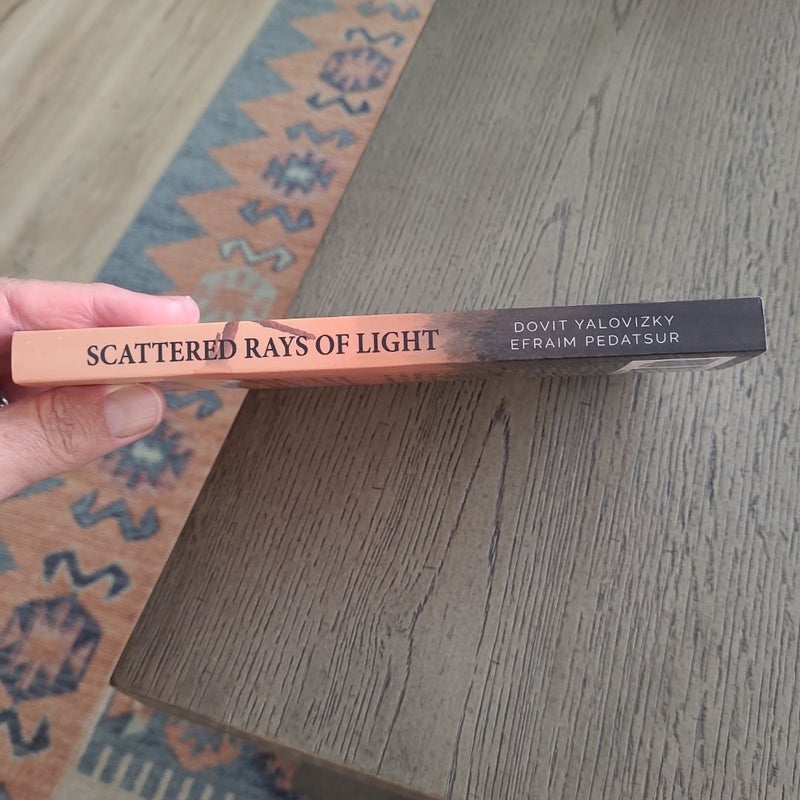 SCATTERED RAYS OF LIGHT
DOVIT YALOVIZKY
EFRAIM PEDATSUR